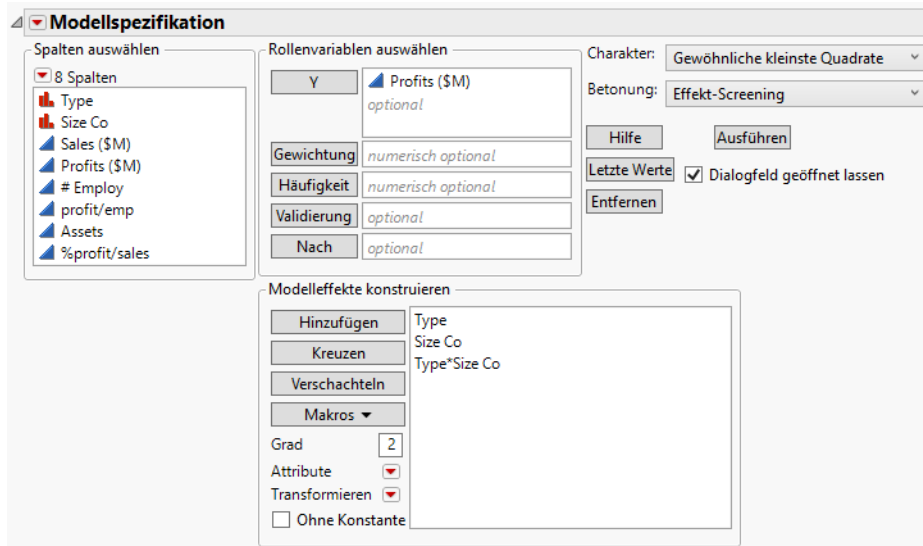 Modellspezifikation
Spalten auswählen
8 Spalten
Type
Size Co
Sales ($M)
Profits ($M)
# Employ
profit/emp
Assets
%profit/sales
Rollenvariablen auswählen
Y
Profits ($M)
optional
Gewichtung numerisch optional
Häufigkeit numerisch optional
Validierung optional
Nach optional
Charakter: Gewöhnliche kleinste Quadrate
Betonung: Effekt-Screening
Hilfe Ausführen
Letzte Werte Dialogfeld geöffnet lassen
Entfernen
Modelleffekte konstruieren
Hinzufügen
Kreuzen
Verschachteln
Makros
Grad 2
Attribute
Transformieren
Ohne Konstante
Type
Size Co
Type*Size Co